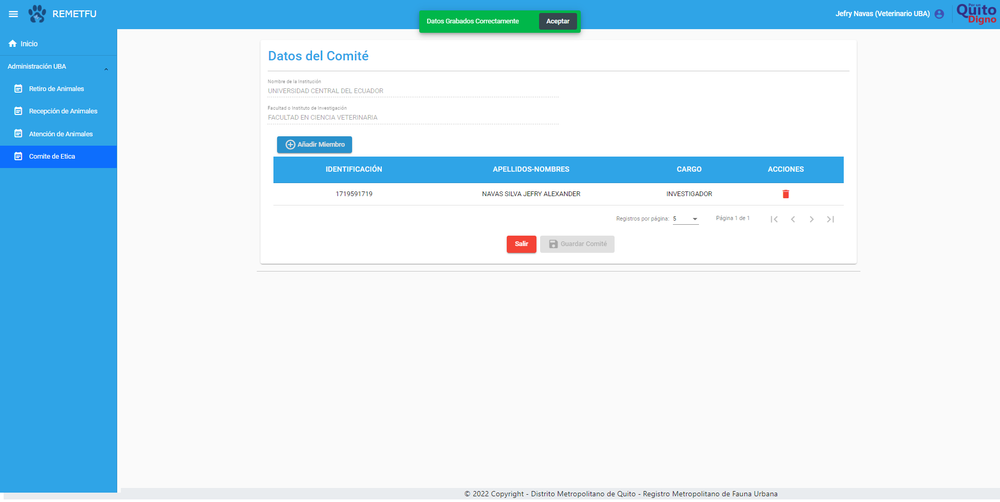 REMETFU
Datos Grabados Correctamente
Aceptar
Jefry Navas (Veterinario UBA)
Por un
Quito
Digno
Inicio
Administración UBA
Retiro de Animales
Recepción de Animales
Atención de Animales
Comite de Etica
Datos del Comité
Nombre de la Institución
UNIVERSIDAD CENTRAL DEL ECUADOR
Facultad o Instituto de Investigación
FACULTAD EN CIENCIA VETERINARIA
Añadir Miembro
IDENTIFICACIÓN APELLIDOS-NOMBRES CARGO ACCIONES
1719591719 NAVAS SILVA JEFRY ALEXANDER INVESTIGADOR
Registros por página: 5 Página 1 de 1
Salir Guardar Comité
© 2022 Copyright - Distrito Metropolitano de Quito - Registro Metropolitano de Fauna Urbana